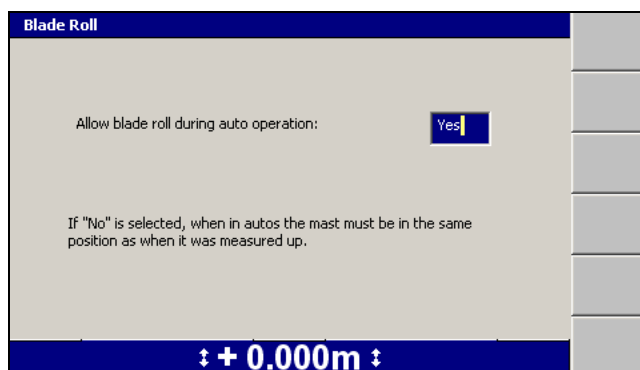 Blade Roll
Allow blade roll during auto operation:
Yes
If "No" is selected, when in autos the mast must be in the same
position as when it was measured up.
↕ + 0.000m ↕